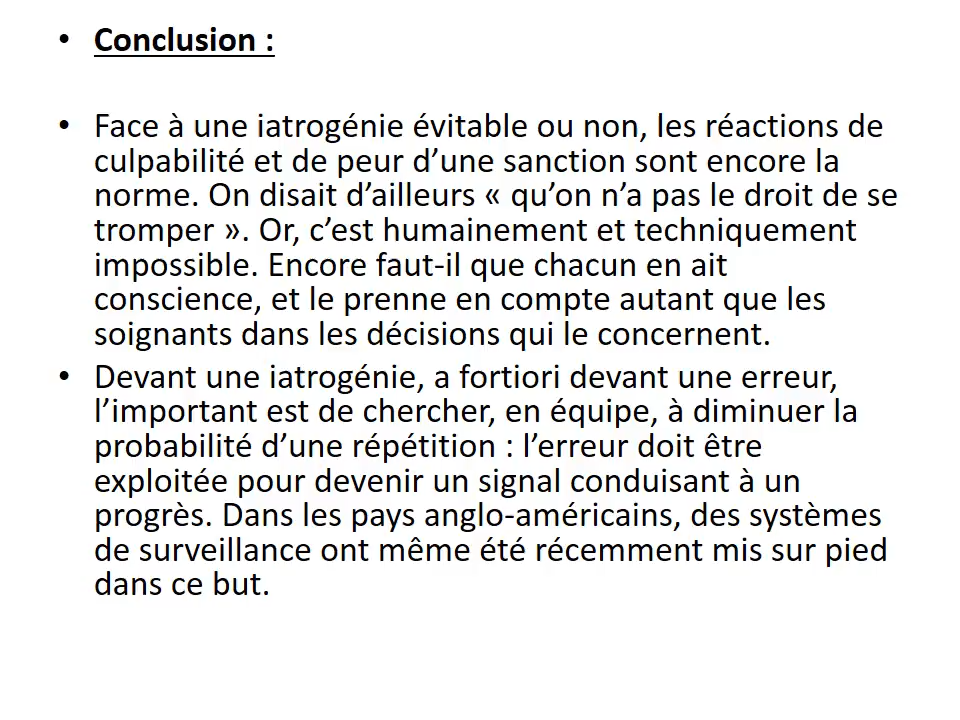 • Conclusion :
• Face à une iatrogénie évitable ou non, les réactions de
culpabilité et de peur d’une sanction sont encore la
norme. On disait d’ailleurs « qu’on n’a pas le droit de se
tromper ». Or, c’est humainement et techniquement
impossible. Encore faut-il que chacun en ait
conscience, et le prenne en compte autant que les
soignants dans les décisions qui le concernent.
• Devant une iatrogénie, a fortiori devant une erreur,
l’important est de chercher, en équipe, à diminuer la
probabilité d’une répétition : l’erreur doit être
exploitée pour devenir un signal conduisant à un
progrès. Dans les pays anglo-américains, des systèmes
de surveillance ont même été récemment mis sur pied
dans ce but.